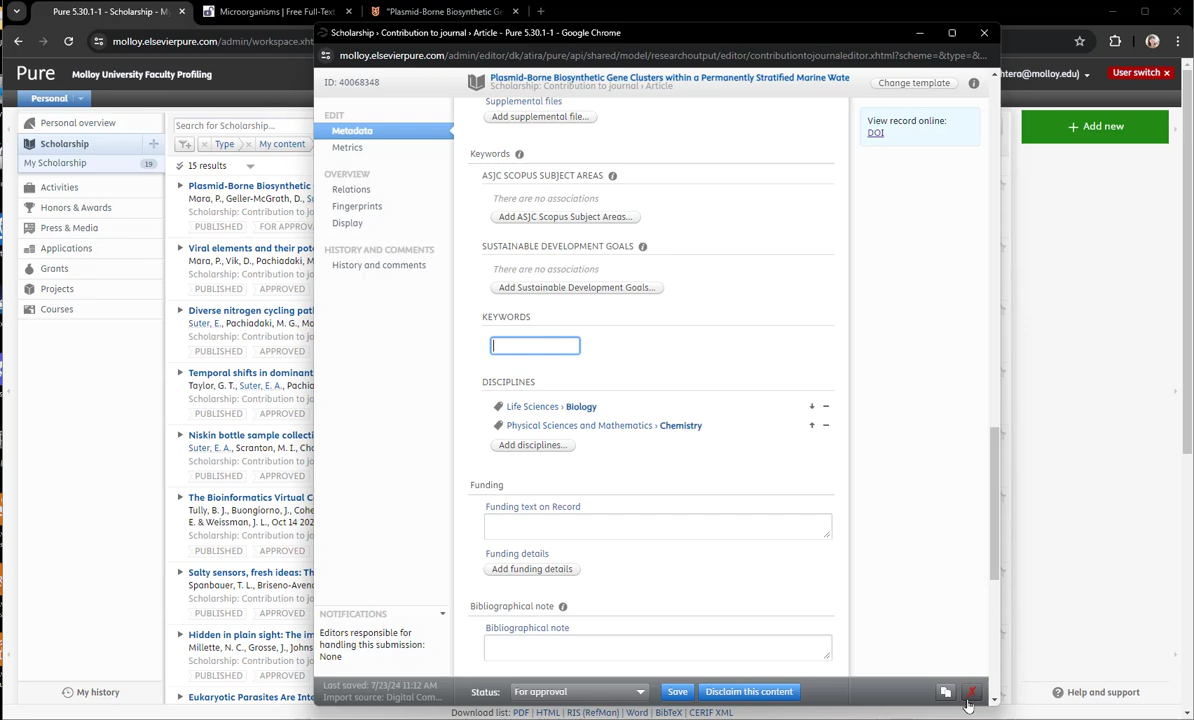 Pure 5.30.1-1 - Scholarship - M
Microorganisms | Free Full-Text
"Plasmid-Borne Biosynthetic Ge
molloy.elsevierpure.com/admin/workspace.xht
Scholarship › Contribution to journal › Article - Pure 5.30.1-1 - Google Chrome
molloy.elsevierpure.com/admin/editor/dk/atira/pure/api/shared/model/researchoutput/editor/contributiontojournaleditor.xhtml?scheme=&type=&...
Pure
Molloy University Faculty Profiling
htera@molloy.edu)
User switch ×
Personal
Personal overview
Scholarship
My Scholarship 19
Activities
Honors & Awards
Press & Media
Applications
Grants
Projects
Courses
My history
Search for Scholarship...
Type
My content
15 results
Plasmid-Borne Biosynthetic
Mara, P., Geller-McGrath, D., Su
Scholarship: Contribution to jo
PUBLISHED FOR APPROVA
Viral elements and their pot
Mara, P., Vik, D., Pachiadaki, M
Scholarship: Contribution to jo
PUBLISHED APPROVED
Diverse nitrogen cycling pat
Suter, E., Pachiadaki, M. G., Mo
Scholarship: Contribution to jo
PUBLISHED APPROVED
Temporal shifts in dominant
Taylor, G. T., Suter, E. A., Pachia
Scholarship: Contribution to jo
PUBLISHED APPROVED
Niskin bottle sample collecti
Suter, E. A., Scranton, M. I., Cho
Scholarship: Contribution to jo
PUBLISHED APPROVED
The Bioinformatics Virtual C
Tully, B. J., Buongiorno, J., Cohe
E. & Weissman, J. L., Oct 14 202
Scholarship: Contribution to jo
PUBLISHED APPROVED
Salty sensors, fresh ideas: Th
Spanbauer, T. L., Briseno-Aven
Scholarship: Contribution to jo
PUBLISHED APPROVED
Hidden in plain sight: The im
Millette, N. C., Grosse, J., Johns
Scholarship: Contribution to jo
PUBLISHED APPROVED
Eukaryotic Parasites Are Inte
ID: 40068348
EDIT
Metadata
Metrics
OVERVIEW
Relations
Fingerprints
Display
HISTORY AND COMMENTS
History and comments
NOTIFICATIONS
Editors responsible for
handling this submission:
None
Plasmid-Borne Biosynthetic Gene Clusters within a Permanently Stratified Marine Wate
Scholarship: Contribution to journal › Article
Change template
Supplemental files
Add supplemental file...
Keywords
ASJC SCOPUS SUBJECT AREAS
There are no associations
Add ASJC Scopus Subject Areas...
SUSTAINABLE DEVELOPMENT GOALS
There are no associations
Add Sustainable Development Goals...
KEYWORDS
DISCIPLINES
Life Sciences › Biology
Physical Sciences and Mathematics › Chemistry
Add disciplines...
Funding
Funding text on Record
Funding details
Add funding details
Bibliographical note
Bibliographical note
View record online:
DOI
+ Add new
Last saved: 7/23/24 11:12 AM
Import source: Digital Com...
Status: For approval
Save
Disclaim this content
Download list: PDF | HTML | RIS (RefMan) | Word | BibTeX | CERIF XML
Help and support